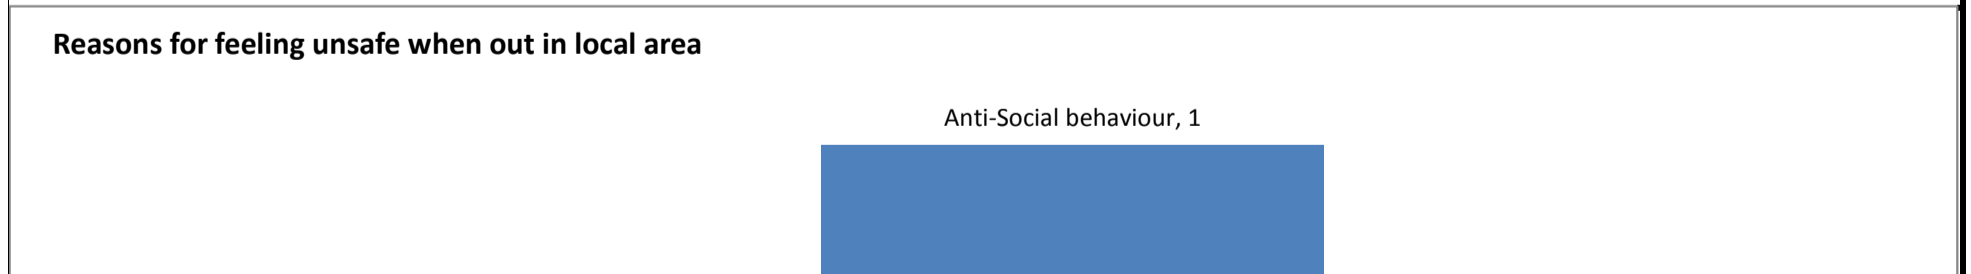 Reasons for feeling unsafe when out in local area
Anti-Social behaviour, 1